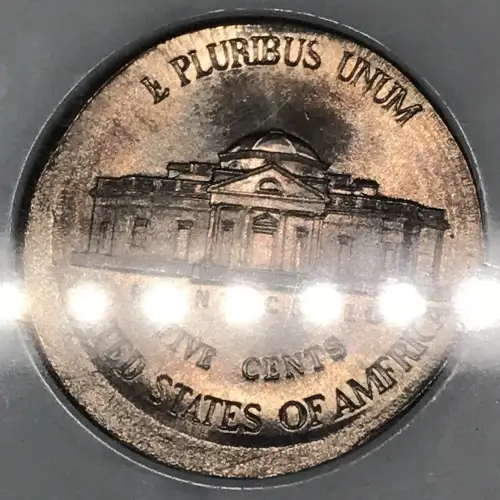 E PLURIBUS UNUM
FIVE CENTS
STATES OF AMERICA